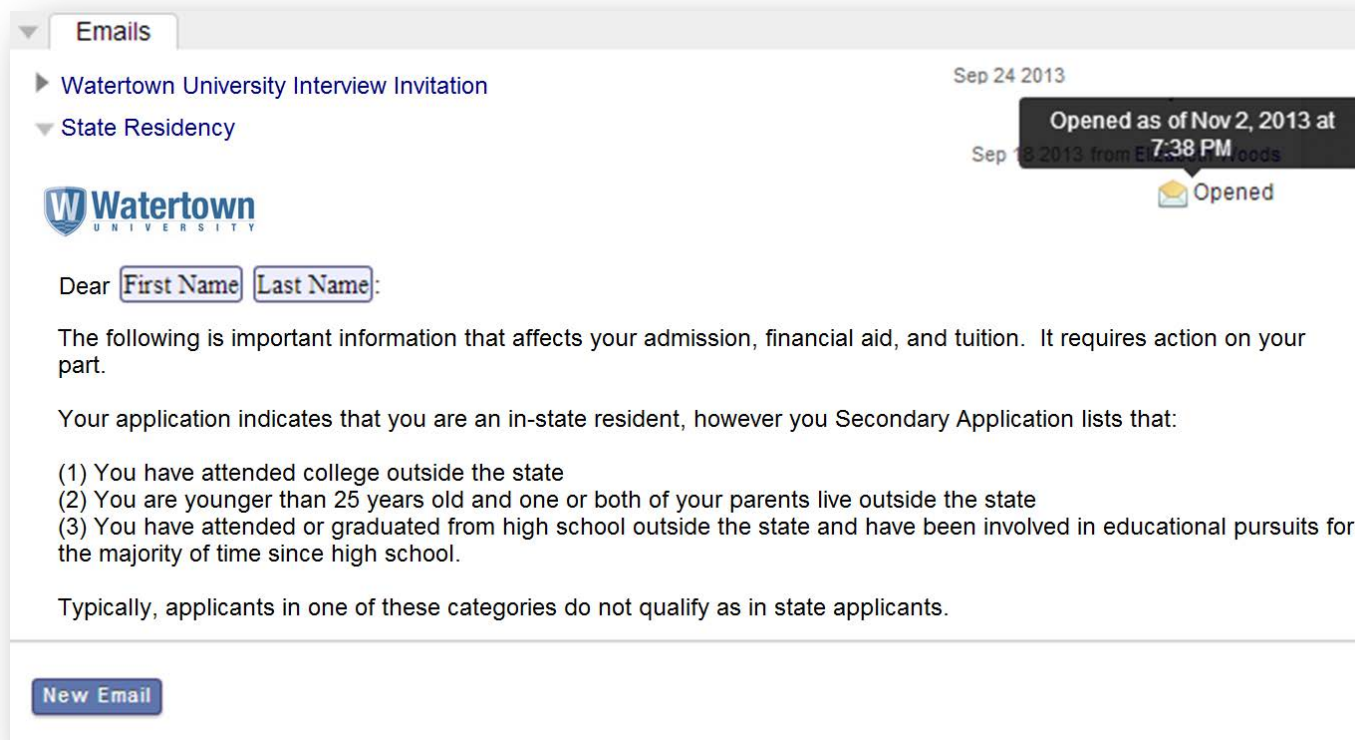 Emails
Watertown University Interview Invitation
Sep 24 2013
State Residency
Opened as of Nov 2, 2013 at
7:38 PM
Sep 18 2013 from Elizabeth Woods
Opened
W Watertown
UNIVERSITY
Dear First Name Last Name:
The following is important information that affects your admission, financial aid, and tuition. It requires action on your
part.
Your application indicates that you are an in-state resident, however you Secondary Application lists that:
(1) You have attended college outside the state
(2) You are younger than 25 years old and one or both of your parents live outside the state
(3) You have attended or graduated from high school outside the state and have been involved in educational pursuits for
the majority of time since high school.
Typically, applicants in one of these categories do not qualify as in state applicants.
New Email